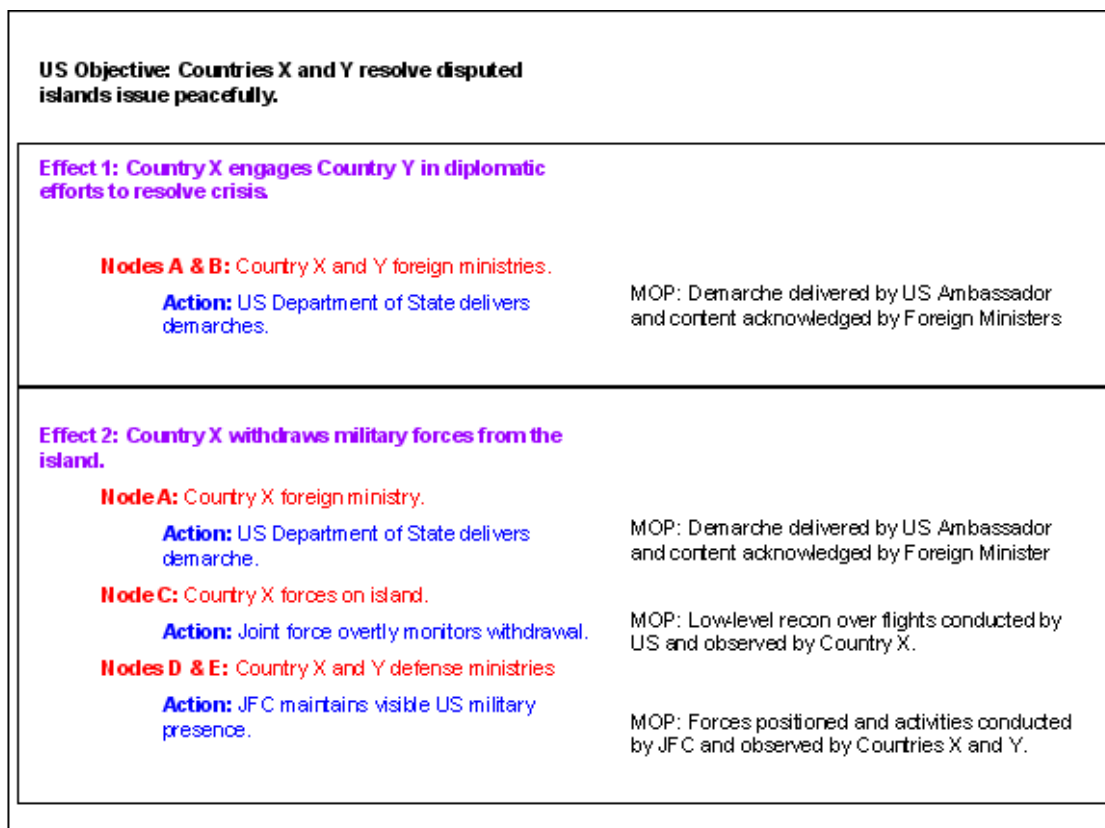 US Objective: Countries X and Y resolve disputed
islands issue peacefully.
Effect 1: Country X engages Country Y in diplomatic
efforts to resolve crisis.
Nodes A & B: Country X and Y foreign ministries.
Action: US Department of State delivers
demarches.
MOP: Demarche delivered by US Ambassador
and content acknowledged by Foreign Ministers
Effect 2: Country X withdraws military forces from the
island.
Node A: Country X foreign ministry.
Action: US Department of State delivers
demarche.
MOP: Demarche delivered by US Ambassador
and content acknowledged by Foreign Minister
Node C: Country X forces on island.
Action: Joint force overtly monitors withdrawal.
MOP: Low-level recon over flights conducted by
US and observed by Country X.
Nodes D & E: Country X and Y defense ministries
Action: JFC maintains visible US military
presence.
MOP: Forces positioned and activities conducted
by JFC and observed by Countries X and Y.